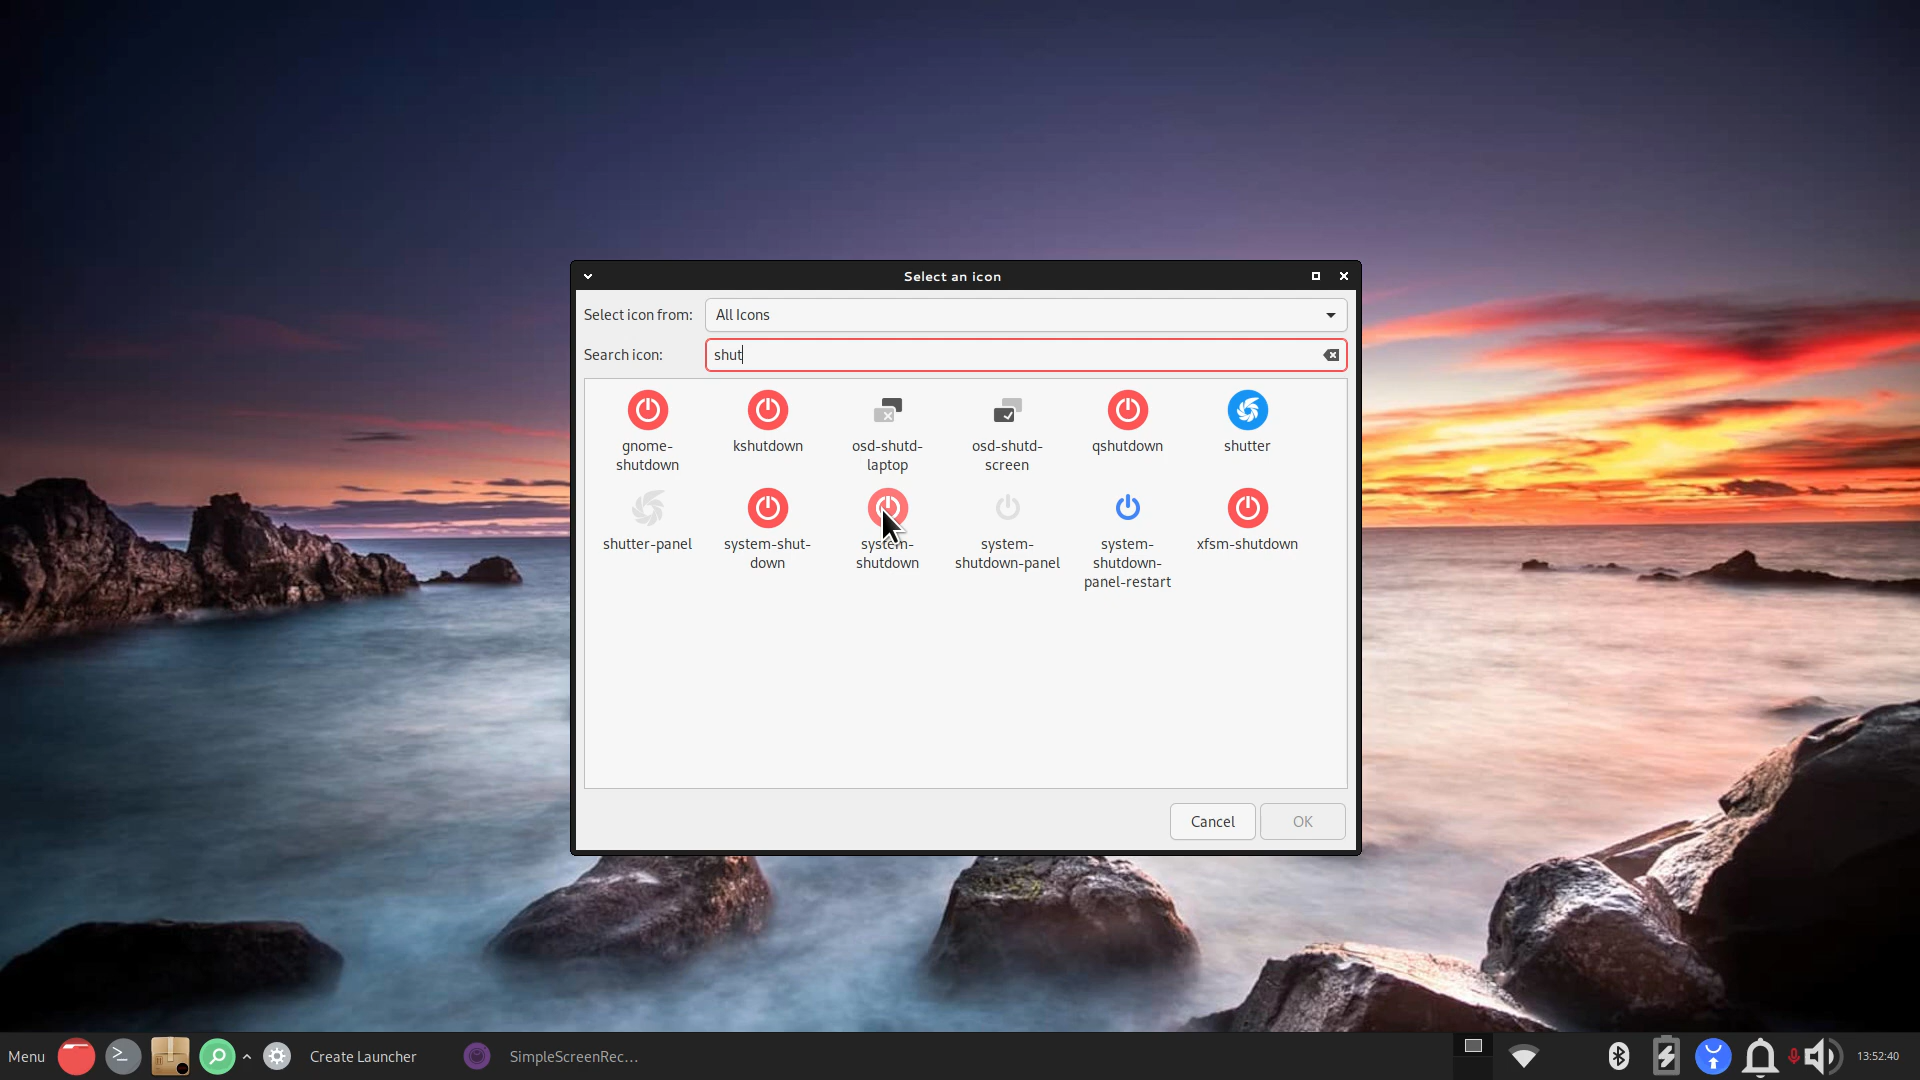 Select an icon
Select icon from:
All Icons
Search icon:
shut
gnome-
shutdown
kshutdown
osd-shutd-
laptop
osd-shutd-
screen
qshutdown
shutter
shutter-panel
system-shut-
down
system-
shutdown
system-
shutdown-panel
system-
shutdown-
panel-restart
xfsm-shutdown
Cancel
OK
Menu
Create Launcher
SimpleScreenRec...
13:52:40